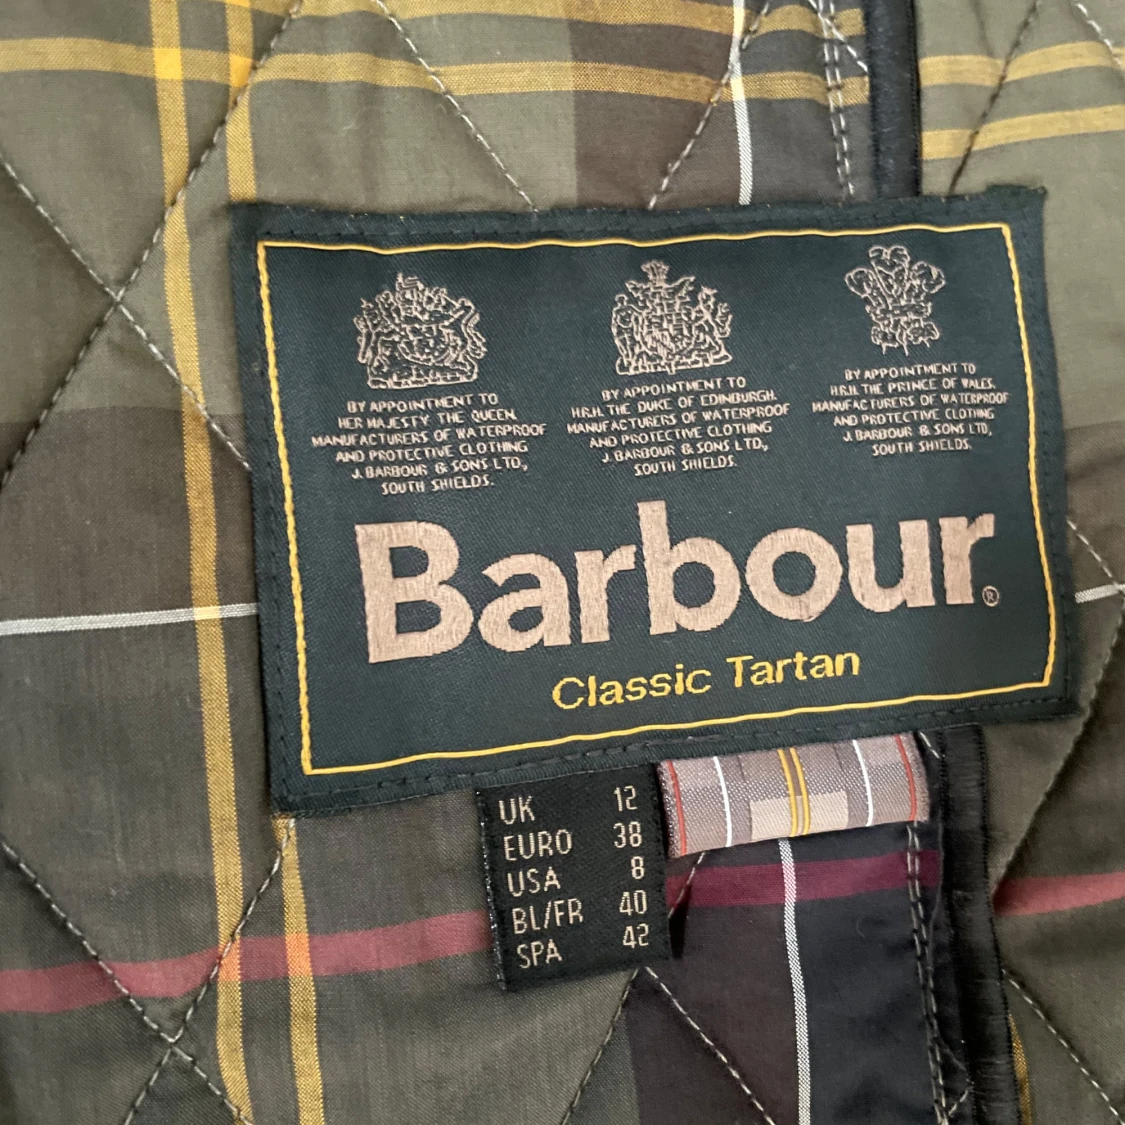 BY APPOINTMENT TO
HER MAJESTY THE QUEEN.
MANUFACTURERS OF WATERPROOF
AND PROTECTIVE CLOTHING
J. BARBOUR & SONS LTD,
SOUTH SHIELDS.
BY APPOINTMENT TO
H.R.H. THE DUKE OF EDINBURGH.
MANUFACTURERS OF WATERPROOF
AND PROTECTIVE CLOTHING
J. BARBOUR & SONS LTD,
SOUTH SHIELDS.
BY APPOINTMENT TO
H.R.H. THE PRINCE OF WALES.
MANUFACTURERS OF WATERPROOF
AND PROTECTIVE CLOTHING
J. BARBOUR & SONS LTD,
SOUTH SHIELDS.
Barbour®
Classic Tartan
UK 12
EURO 38
USA 8
BL/FR 40
SPA 42